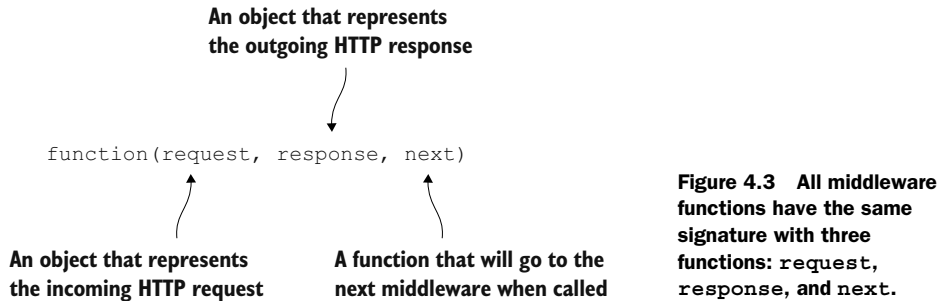 An object that represents
the outgoing HTTP response
function(request, response, next)
An object that represents
the incoming HTTP request
A function that will go to the
next middleware when called
Figure 4.3 All middleware
functions have the same
signature with three
functions: request,
response, and next.